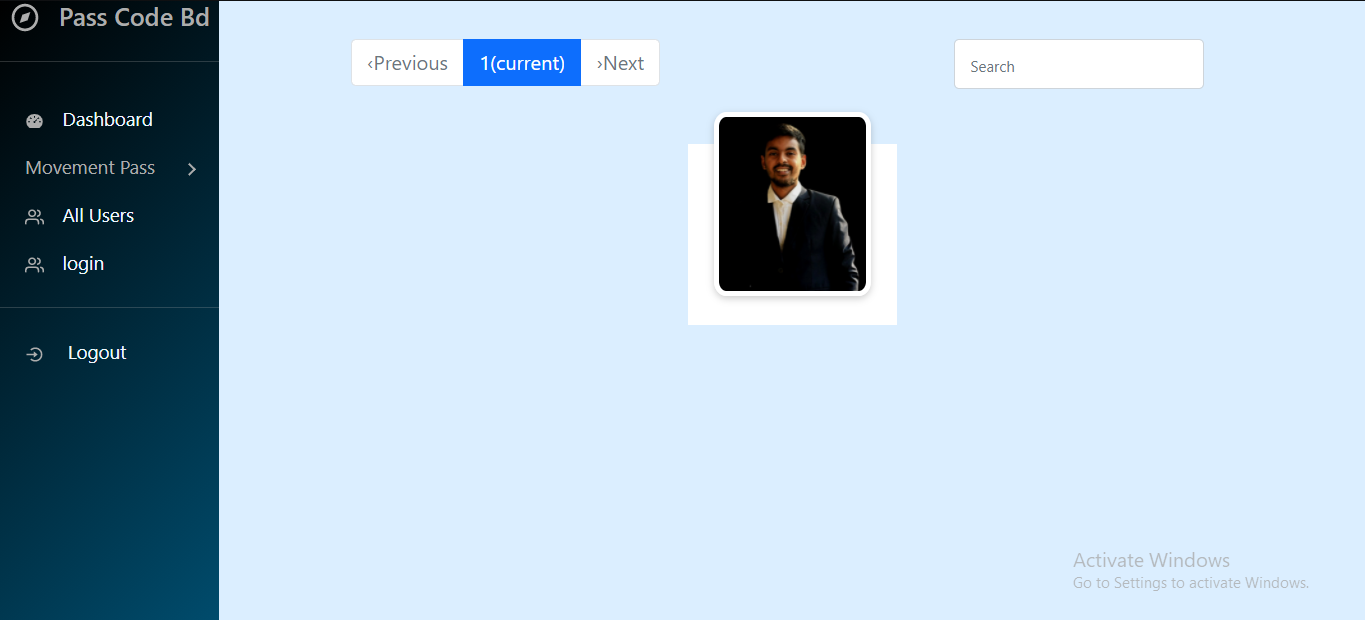 Pass Code Bd
Dashboard
Movement Pass
All Users
login
Logout
‹Previous
1(current)
›Next
Search
Activate Windows
Go to Settings to activate Windows.